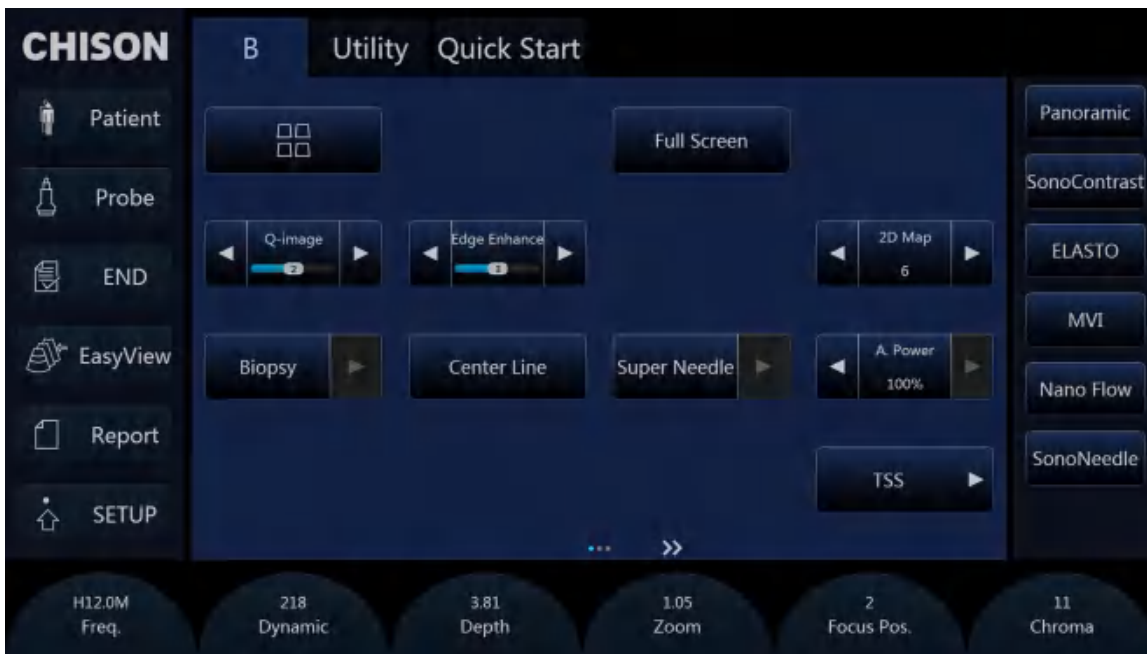 CHISON
B
Utility
Quick Start
Patient
Probe
END
EasyView
Report
SETUP
Full Screen
Q-image
2
Edge Enhance
3
2D Map
6
Biopsy
Center Line
Super Needle
A. Power
100%
TSS
Panoramic
SonoContrast
ELASTO
MVI
Nano Flow
SonoNeedle
H12.0M
Freq.
218
Dynamic
3.81
Depth
1.05
Zoom
2
Focus Pos.
11
Chroma